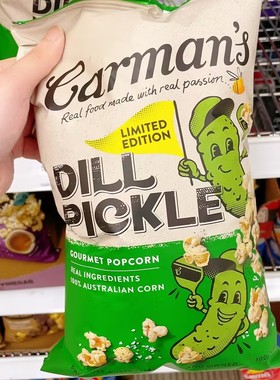 Carman's
Real food made with real passion.
LIMITED
EDITION
DILL
PICKLE
GOURMET POPCORN
REAL INGREDIENTS
100% AUSTRALIAN CORN